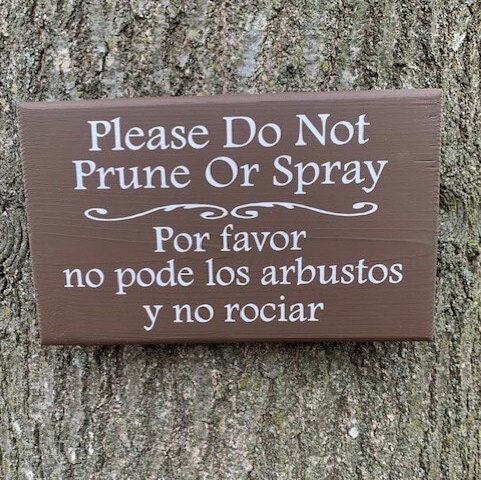 Please Do Not
Prune Or Spray
Por favor
no pode los arbustos
y no rociar